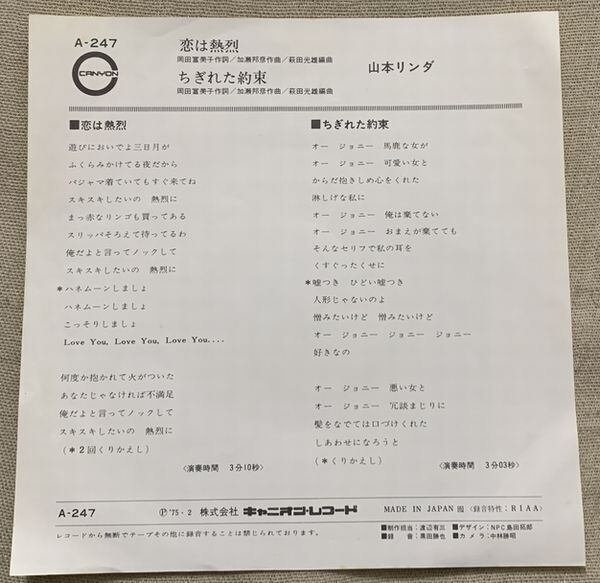 A-247
CANYON
恋は熱烈
岡田冨美子作詞/加瀬邦彦作曲/萩田光雄編曲
ちぎれた約束
岡田冨美子作詞/加瀬邦彦作曲/萩田光雄編曲
山本リンダ
■恋は熱烈
遊びにおいでよ三日月が
ふくらみかけてる夜だから
パジャマ着ていてもすぐ来てね
スキスキしたいの 熱烈に
まっ赤なリンゴも買ってある
スリッパそろえて待ってるわ
俺だよと言ってノックして
スキスキしたいの 熱烈に
*ハネムーンしましょ
ハネムーンしましょ
こっそりしましょ
Love You, Love You, Love You....
何度か抱かれて火がついた
あなたじゃなければ不満足
俺だよと言ってノックして
スキスキしたいの 熱烈に
(*2回くりかえし)
〈演奏時間 3分10秒〉
■ちぎれた約束
オー ジョニー 馬鹿な女が
オー ジョニー 可愛い女と
からだ抱きしめ心をくれた
淋しげな私に
オー ジョニー 俺は棄てない
オー ジョニー おまえが棄てても
そんなセリフで私の耳を
くすぐったくせに
*嘘つき ひどい嘘つき
人形じゃないのよ
憎みたいけど 憎みたいけど
オー ジョニー ジョニー ジョニー
好きなの
オー ジョニー 悪い女と
オー ジョニー 冗談まじりに
髪をなでては口づけくれた
しあわせになろうと
(*くりかえし)
〈演奏時間 3分03秒〉
A-247
Ⓟ'75・2 株式会社 キャニオン・レコード
MADE IN JAPAN 〈録音特性;RIAA〉
レコードから無断でテープその他に録音することは禁じられております。
■制作担当:渡辺有三 ■デザイン:NPC島田拓郎
■録 音:黒田勝也 ■カ メ ラ:中林勝昭